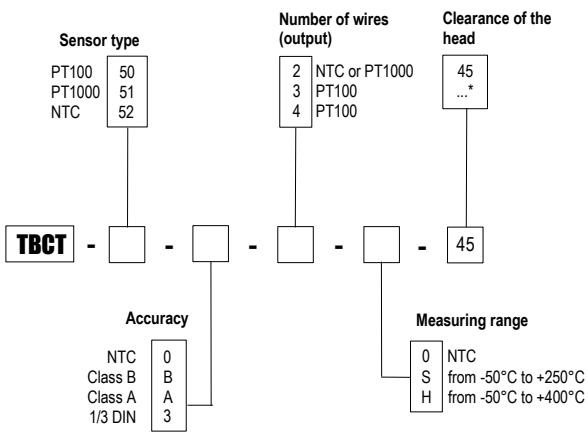 Sensor type
PT100 50
PT1000 51
NTC 52
Number of wires
(output)
2 NTC or PT1000
3 PT100
4 PT100
Clearance of the
head
45
...*
TBCT - - - - - 45
Accuracy
NTC 0
Class B B
Class A A
1/3 DIN 3
Measuring range
0 NTC
S from -50°C to +250°C
H from -50°C to +400°C